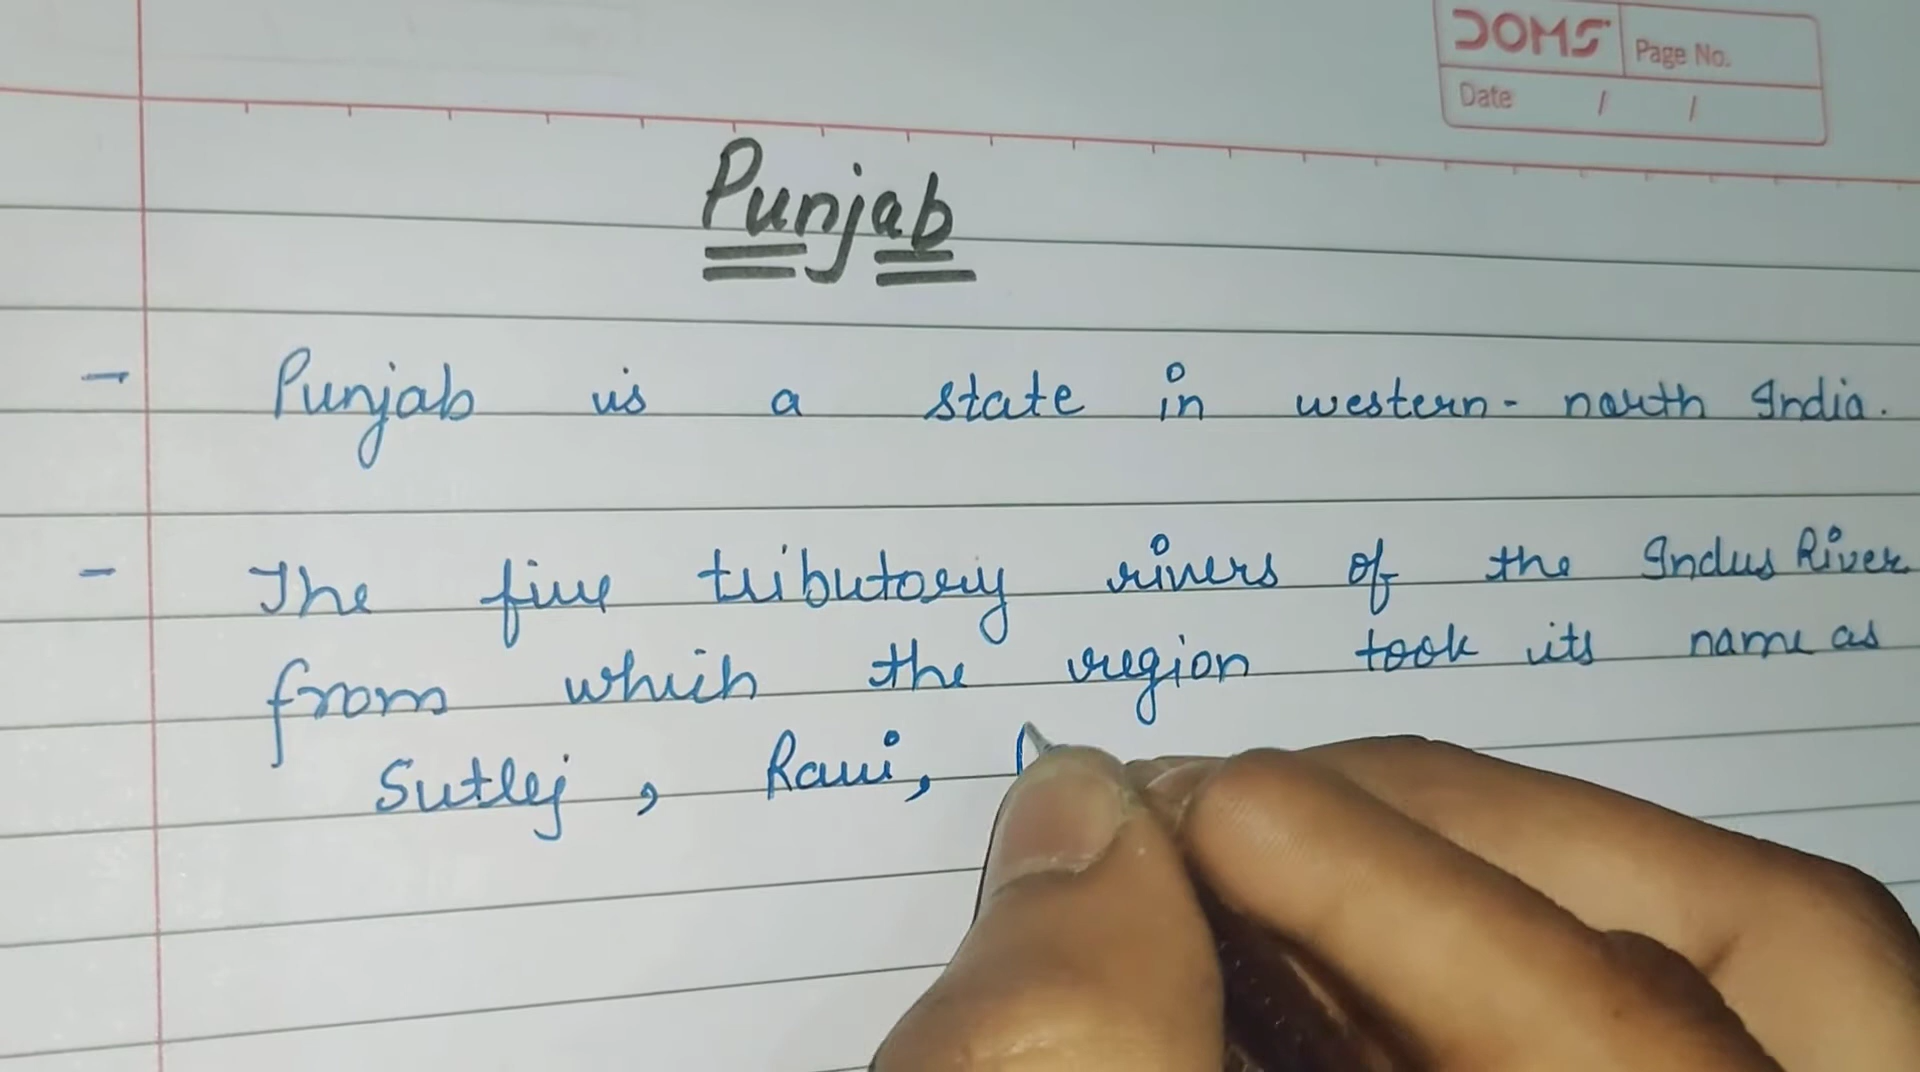 DOMS Page No.
Date / /
Punjab
- Punjab is a state in western- north India.
- The five tributory rivers of the Indus River
from which the region took its name as
Sutlej, Ravi,